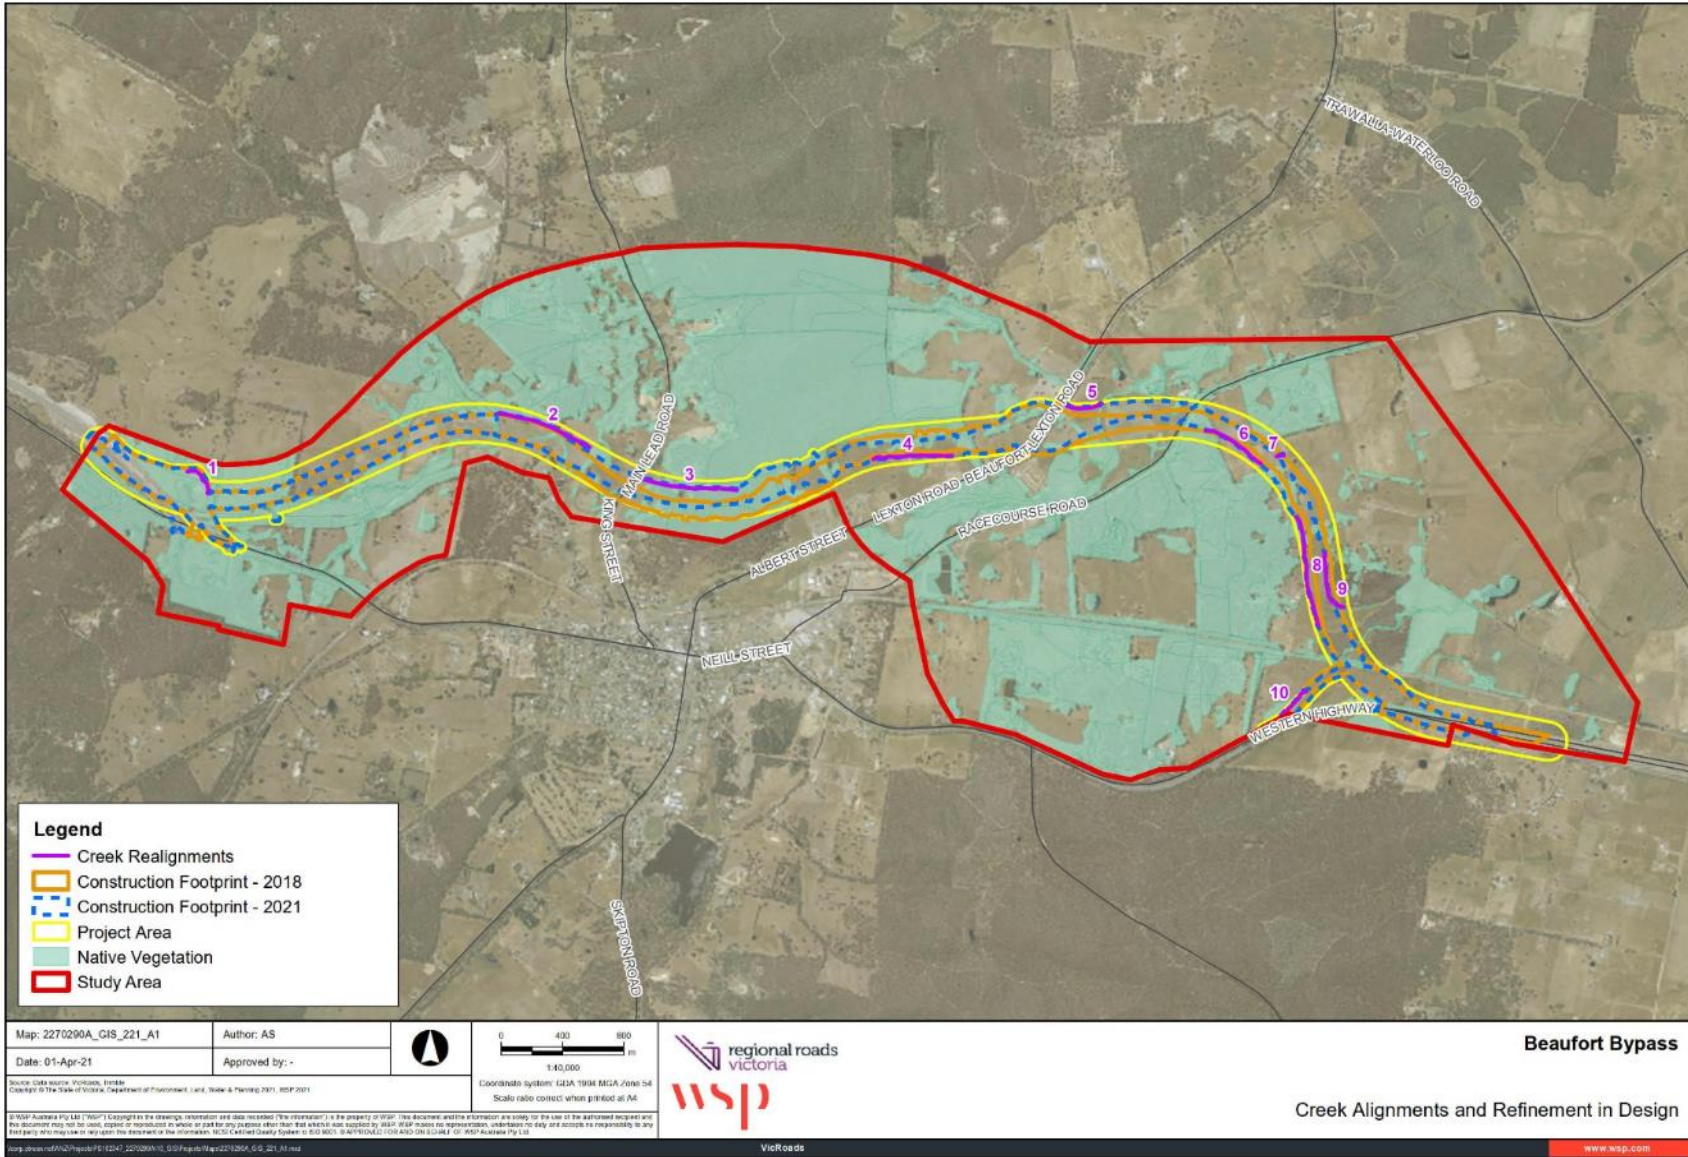 TRAWALLA-WATERLOO ROAD
1
2
3
4
5
6
7
8
9
10
MAIN LEAD ROAD
KING STREET
ALBERT STREET
LEXTON ROAD-BEAUFORT-LEXTON ROAD
RACECOURSE ROAD
NEILL STREET
WESTERN HIGHWAY
SKIPTON ROAD
Legend
Creek Realignments
Construction Footprint - 2018
Construction Footprint - 2021
Project Area
Native Vegetation
Study Area
Map: 2270290A_GIS_221_A1
Author: AS
Date: 01-Apr-21
Approved by: -
0 400 800
m
1:40,000
Coordinate system: GDA 1994 MGA Zone 54
Scale ratio correct when printed at A4
regional roads
victoria
wsp
Beaufort Bypass
Creek Alignments and Refinement in Design
VicRoads
www.wsp.com